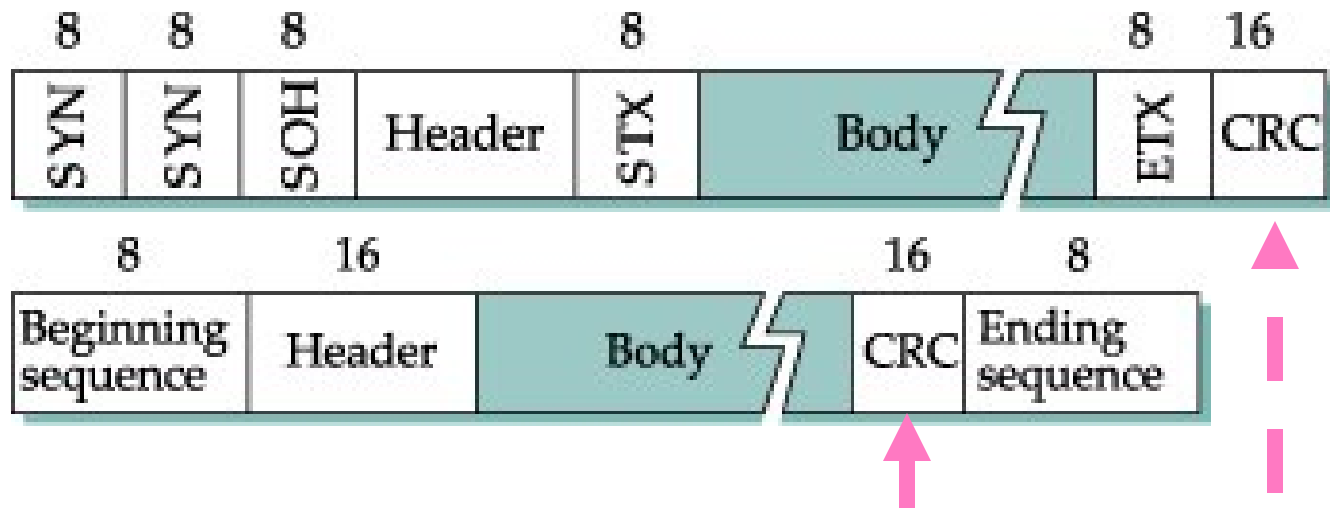 8 8 8 8 8 16
SYN SYN SOH Header STX Body ETX CRC
8 16 16 8
Beginning sequence Header Body CRC Ending sequence